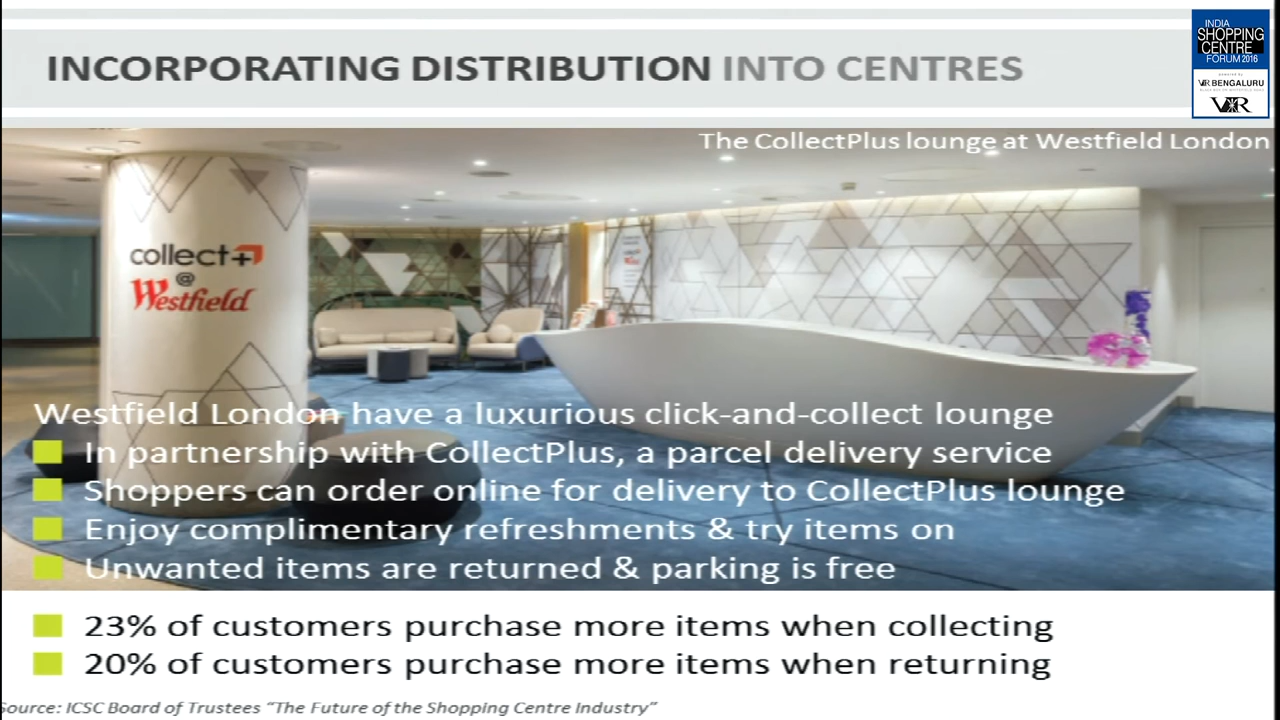 INCORPORATING DISTRIBUTION INTO CENTRES
INDIA
SHOPPING
CENTRE
FORUM 2016
VR BENGALURU
VR
The CollectPlus lounge at Westfield London
collect+
@
Westfield
Westfield London have a luxurious click-and-collect lounge
In partnership with CollectPlus, a parcel delivery service
Shoppers can order online for delivery to CollectPlus lounge
Enjoy complimentary refreshments & try items on
Unwanted items are returned & parking is free
23% of customers purchase more items when collecting
20% of customers purchase more items when returning
Source: ICSC Board of Trustees “The Future of the Shopping Centre Industry”